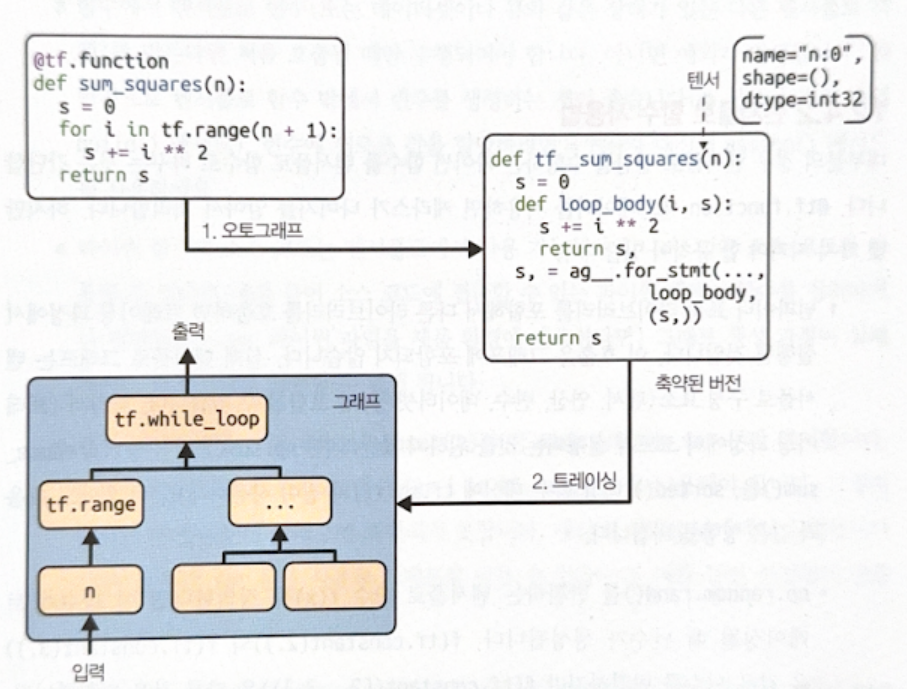 @tf.function
def sum_squares(n):
s = 0
for i in tf.range(n + 1):
s += i ** 2
return s
텐서
name="n:0",
shape=(),
dtype=int32
1. 오토그래프
def tf__sum_squares(n):
s = 0
def loop_body(i, s):
s += i ** 2
return s,
s, = ag__.for_stmt(...,
loop_body,
(s,))
return s
축약된 버전
2. 트레이싱
출력
그래프
tf.while_loop
tf.range
...
n
입력